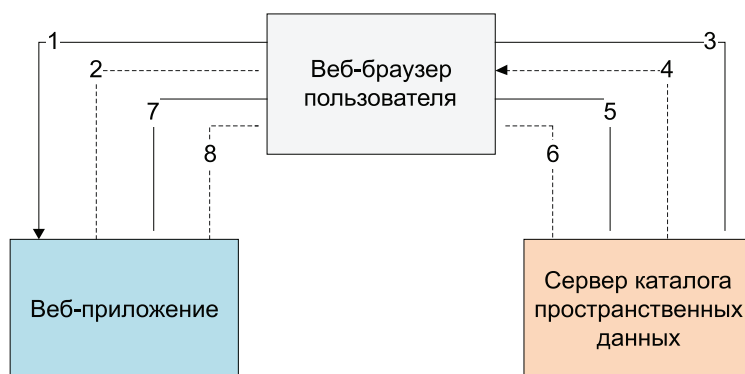 1
3
2
4
Веб-браузер
пользователя
7
5
8
6
Веб-приложение
Сервер каталога
пространственных
данных